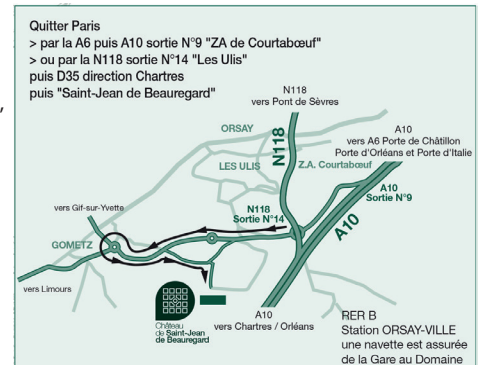 Quitter Paris
> par la A6 puis A10 sortie N°9 "ZA de Courtabœuf"
> ou par la N118 sortie N°14 "Les Ulis"
puis D35 direction Chartres
puis "Saint-Jean de Beauregard"
N118
vers Pont de Sèvres
A10
vers A6 Porte de Châtillon
Porte d'Orléans et Porte d'Italie
ORSAY
N118
LES ULIS
Z.A. Courtabœuf
A10
Sortie N°9
vers Gif-sur-Yvette
N118
Sortie N°14
A10
GOMETZ
vers Limours
Château
de Saint-Jean
de Beauregard
A10
vers Chartres / Orléans
RER B
Station ORSAY-VILLE
une navette est assurée
de la Gare au Domaine